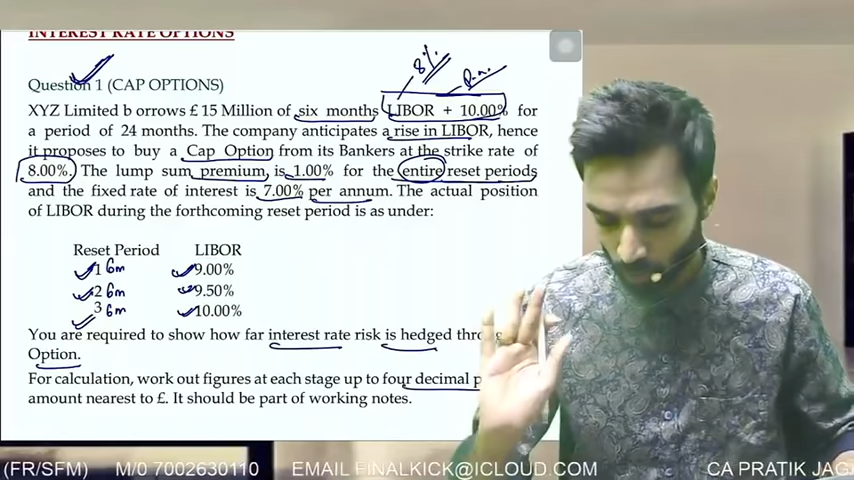 INTEREST RATE OPTIONS
8%
p.a.
Question 1 (CAP OPTIONS)
XYZ Limited b orrows £ 15 Million of six months LIBOR + 10.00% for
a period of 24 months. The company anticipates a rise in LIBOR, hence
it proposes to buy a Cap Option from its Bankers at the strike rate of
8.00%. The lump sum premium is 1.00% for the entire reset periods
and the fixed rate of interest is 7.00% per annum. The actual position
of LIBOR during the forthcoming reset period is as under:
Reset Period LIBOR
1 6m 9.00%
2 6m 9.50%
3 6m 10.00%
You are required to show how far interest rate risk is hedged
Option.
For calculation, work out figures at each stage up to four decimal
amount nearest to £. It should be part of working notes.
(FR/SFM) M/0 7002630110 EMAIL FINALKICK@ICLOUD.COM CA PRATIK